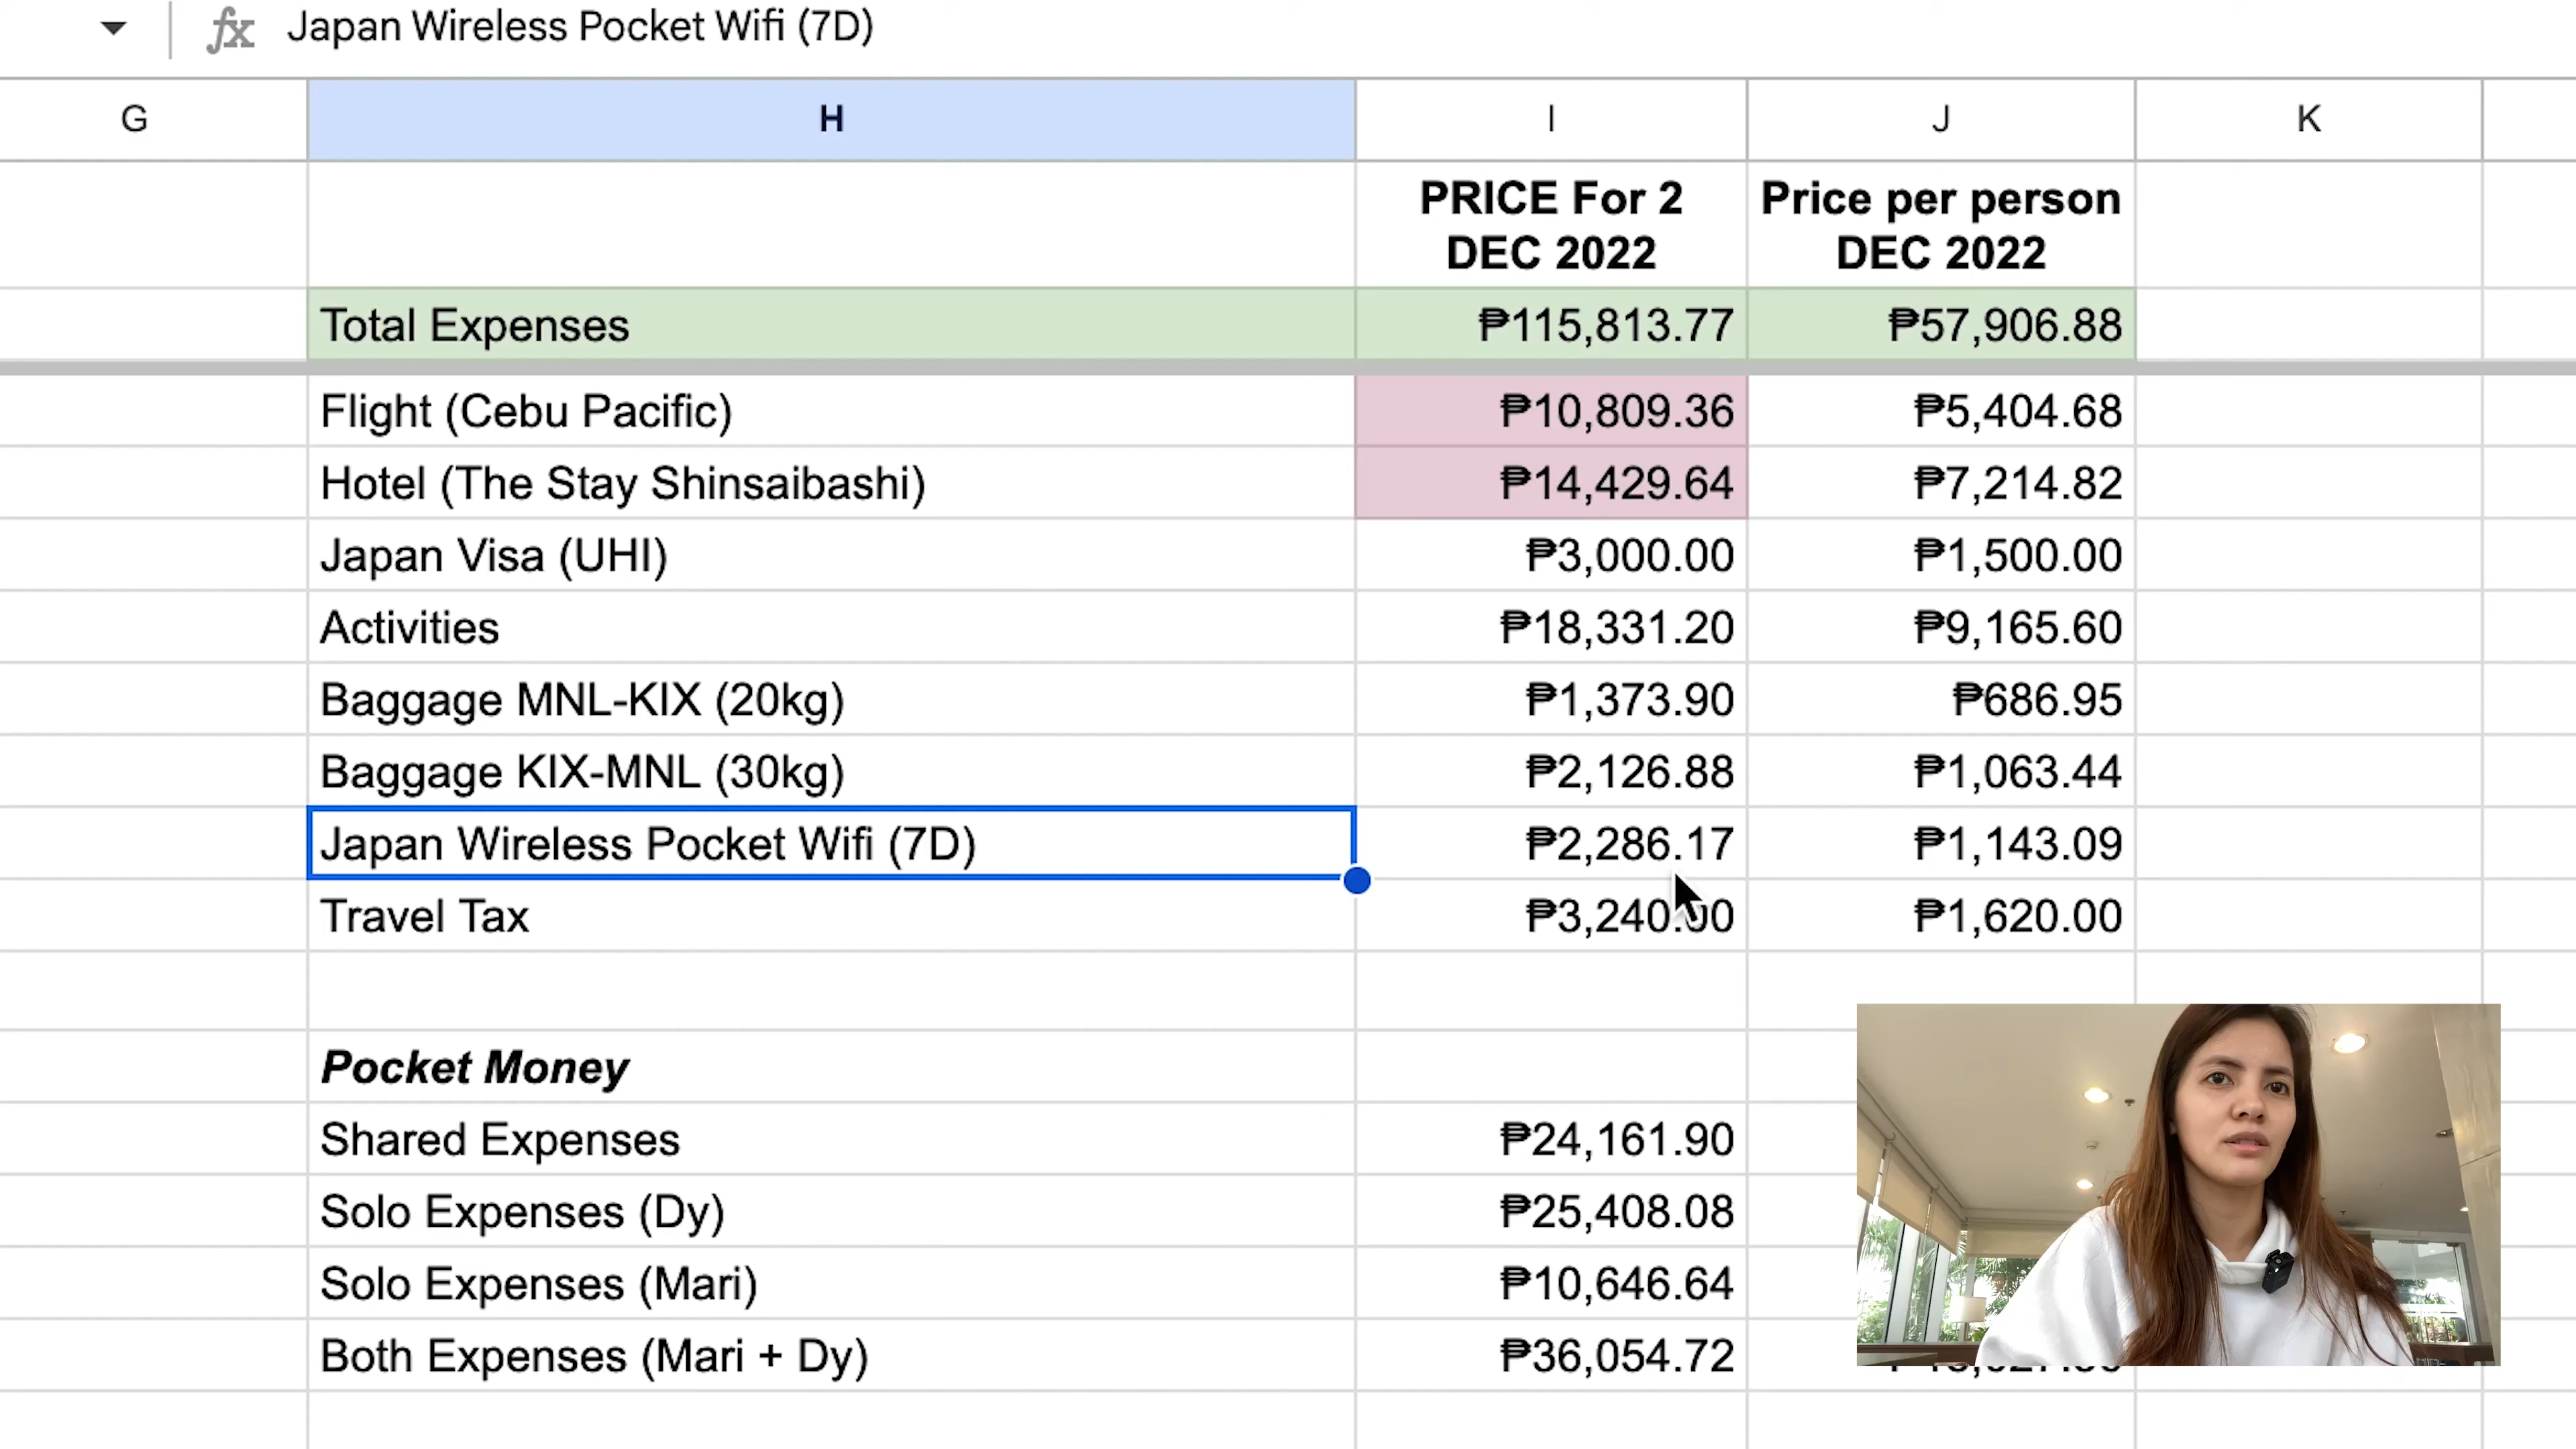 fx Japan Wireless Pocket Wifi (7D)
G H I J K
PRICE For 2 DEC 2022 Price per person DEC 2022
Total Expenses ₱115,813.77 ₱57,906.88
Flight (Cebu Pacific) ₱10,809.36 ₱5,404.68
Hotel (The Stay Shinsaibashi) ₱14,429.64 ₱7,214.82
Japan Visa (UHI) ₱3,000.00 ₱1,500.00
Activities ₱18,331.20 ₱9,165.60
Baggage MNL-KIX (20kg) ₱1,373.90 ₱686.95
Baggage KIX-MNL (30kg) ₱2,126.88 ₱1,063.44
Japan Wireless Pocket Wifi (7D) ₱2,286.17 ₱1,143.09
Travel Tax ₱3,240.00 ₱1,620.00
Pocket Money
Shared Expenses ₱24,161.90
Solo Expenses (Dy) ₱25,408.08
Solo Expenses (Mari) ₱10,646.64
Both Expenses (Mari + Dy) ₱36,054.72